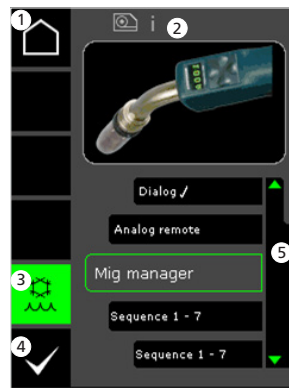 1
i
2
Dialog ✓
Analog remote
5
Mig manager
3
Sequence 1 - 7
4
Sequence 1 - 7